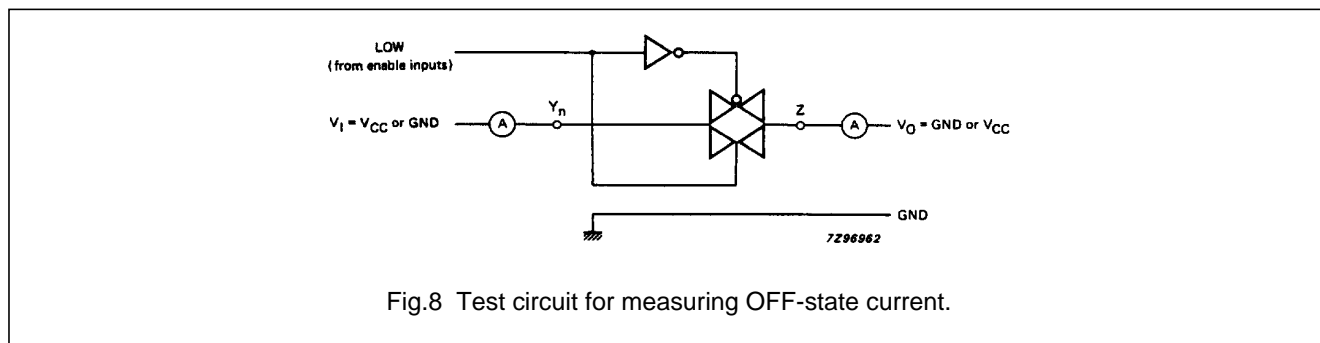 LOW
(from enable inputs)
V_I = V_CC or GND
A
Y_n
Z
A
V_O = GND or V_CC
GND
7Z96962
Fig.8 Test circuit for measuring OFF-state current.